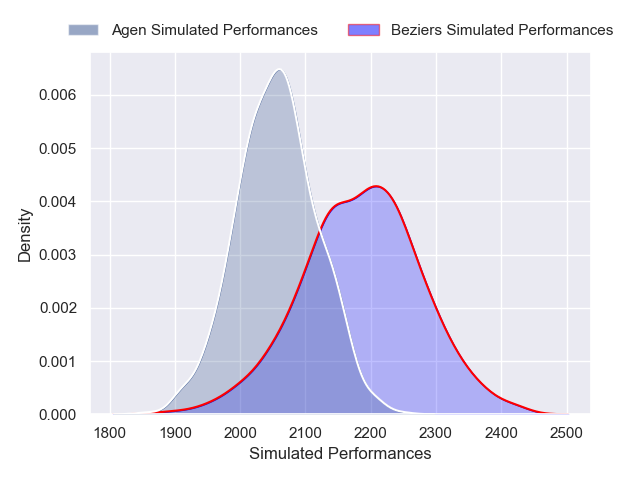 Agen Simulated Performances
Beziers Simulated Performances
0.006
0.005
0.004
0.003
0.002
0.001
0.000
Density
1800 1900 2000 2100 2200 2300 2400 2500
Simulated Performances